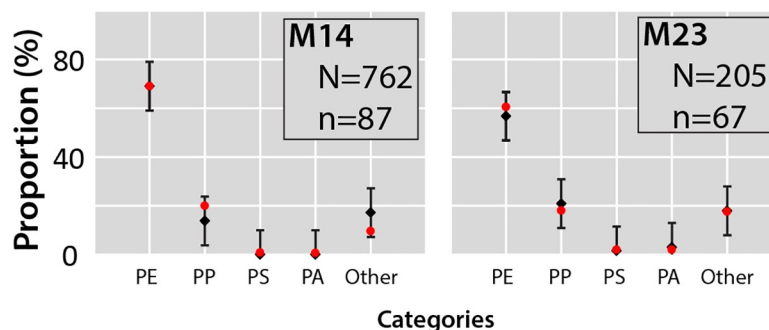 Proportion (%)
80
40
0
M14
N=762
n=87
M23
N=205
n=67
PE PP PS PA Other
PE PP PS PA Other
Categories